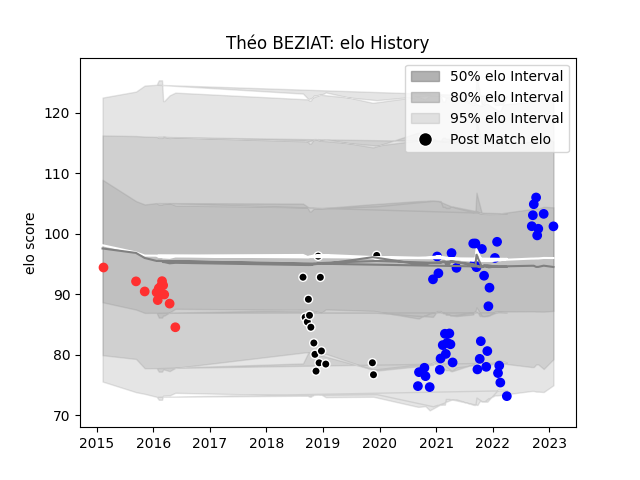 Théo BEZIAT: elo History
50% elo Interval
80% elo Interval
95% elo Interval
Post Match elo
elo score
120
110
100
90
80
70
2015 2016 2017 2018 2019 2020 2021 2022 2023